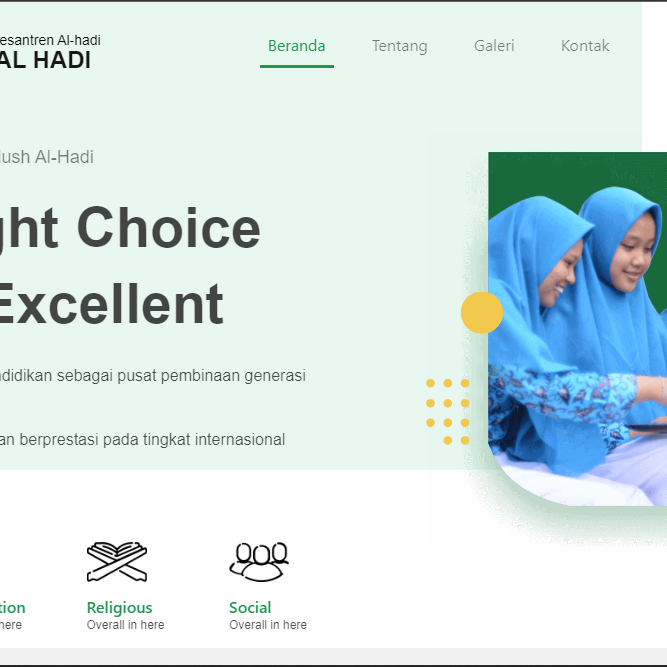 esantren Al-hadi
AL HADI
Beranda
Tentang
Galeri
Kontak
lush Al-Hadi
ght Choice
Excellent
didikan sebagai pusat pembinaan generasi
an berprestasi pada tingkat internasional
tion
here
Religious
Overall in here
Social
Overall in here